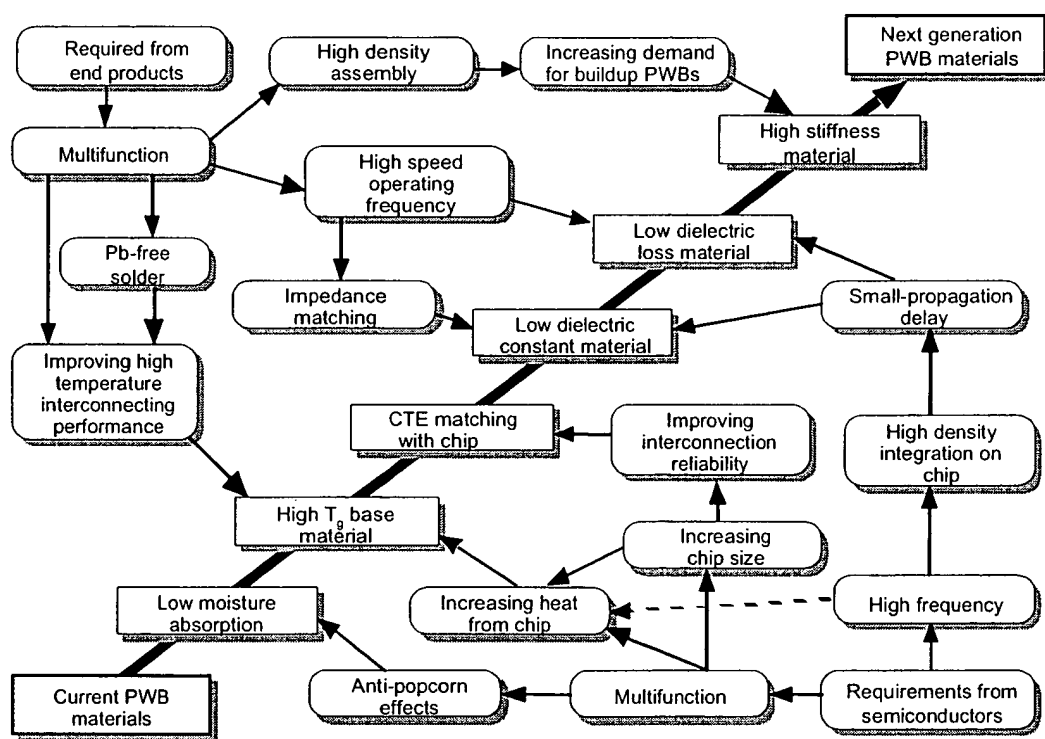 Required from
end products
High density
assembly
Increasing demand
for buildup PWBs
Next generation
PWB materials
Multifunction
High speed
operating
frequency
High stiffness
material
Pb-free
solder
Low dielectric
loss material
Impedance
matching
Low dielectric
constant material
Small-propagation
delay
Improving high
temperature
interconnecting
performance
CTE matching
with chip
Improving
interconnection
reliability
High density
integration on
chip
High Tg base
material
Increasing
chip size
Low moisture
absorption
Increasing heat
from chip
High frequency
Current PWB
materials
Anti-popcorn
effects
Multifunction
Requirements from
semiconductors